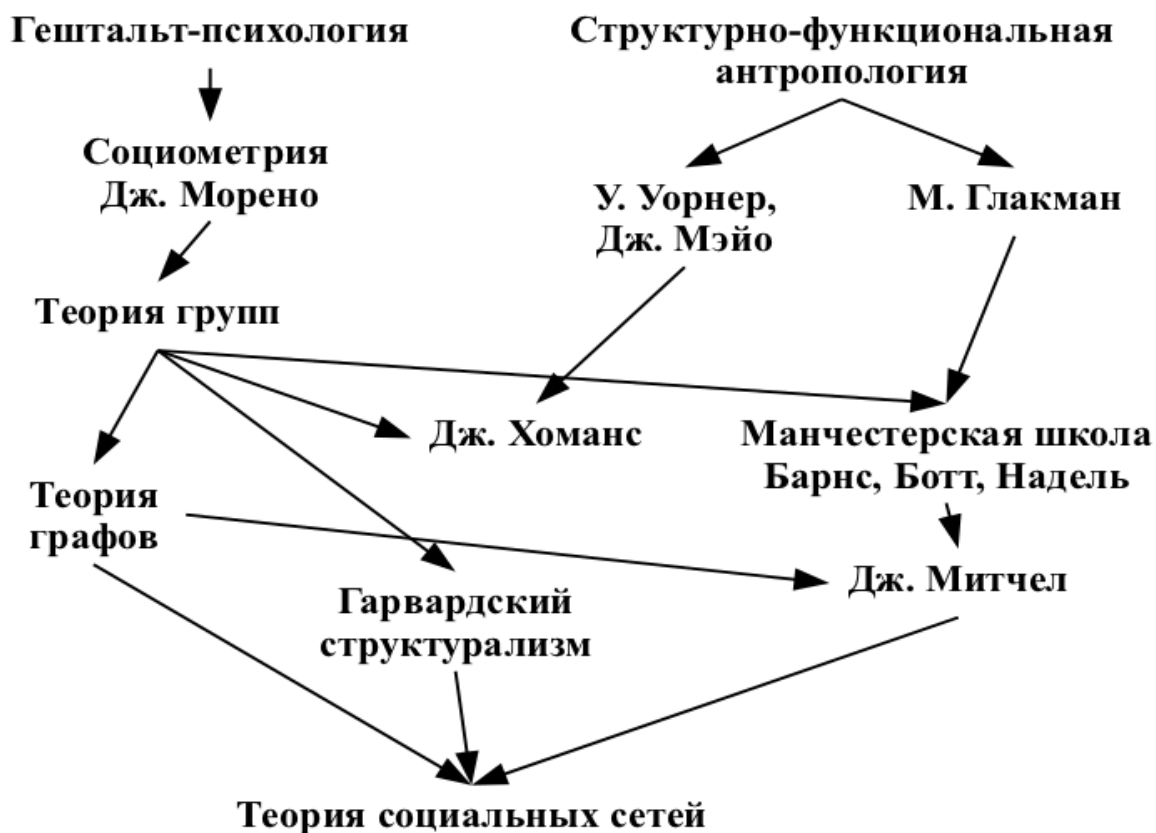 Гештальт-психология
Структурно-функциональная
антропология
Социометрия
Дж. Морено
У. Уорнер,
Дж. Мэйо
М. Глакман
Теория групп
Дж. Хоманс
Манчестерская школа
Барнс, Ботт, Надель
Теория
графов
Дж. Митчел
Гарвардский
структурализм
Теория социальных сетей